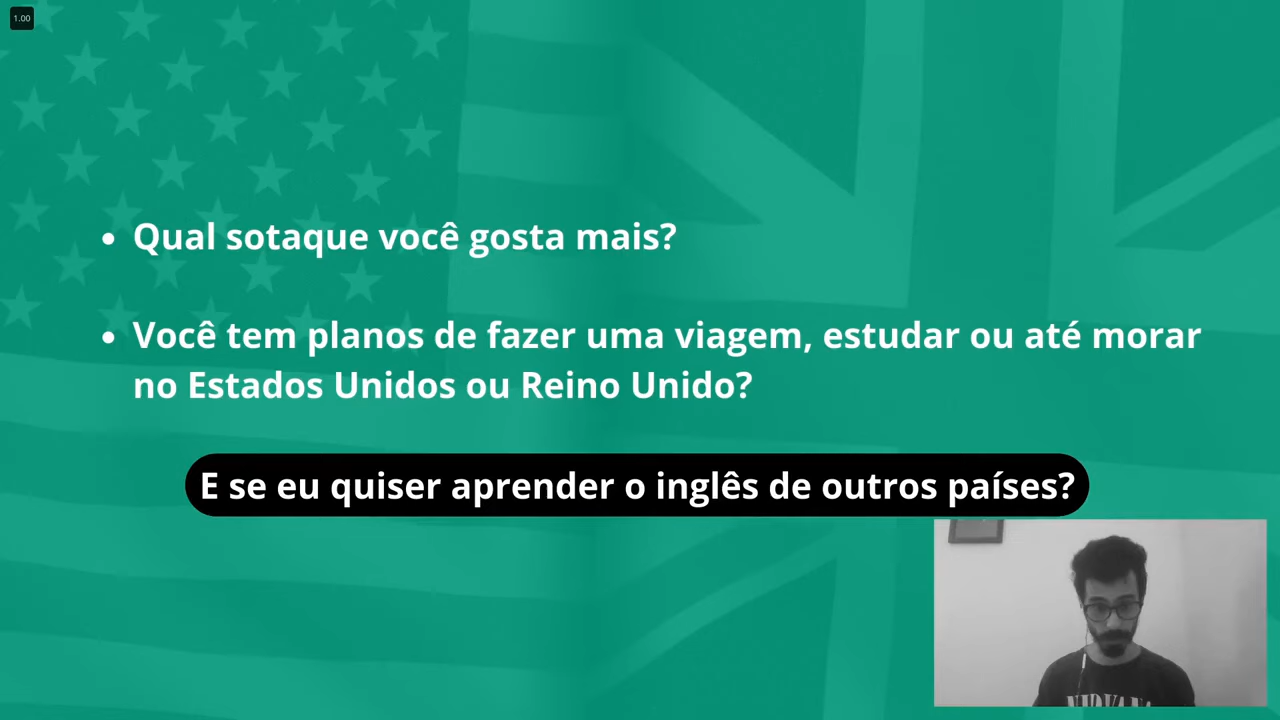 1.00
Qual sotaque você gosta mais?
Você tem planos de fazer uma viagem, estudar ou até morar
no Estados Unidos ou Reino Unido?
E se eu quiser aprender o inglês de outros países?
NIRVANA